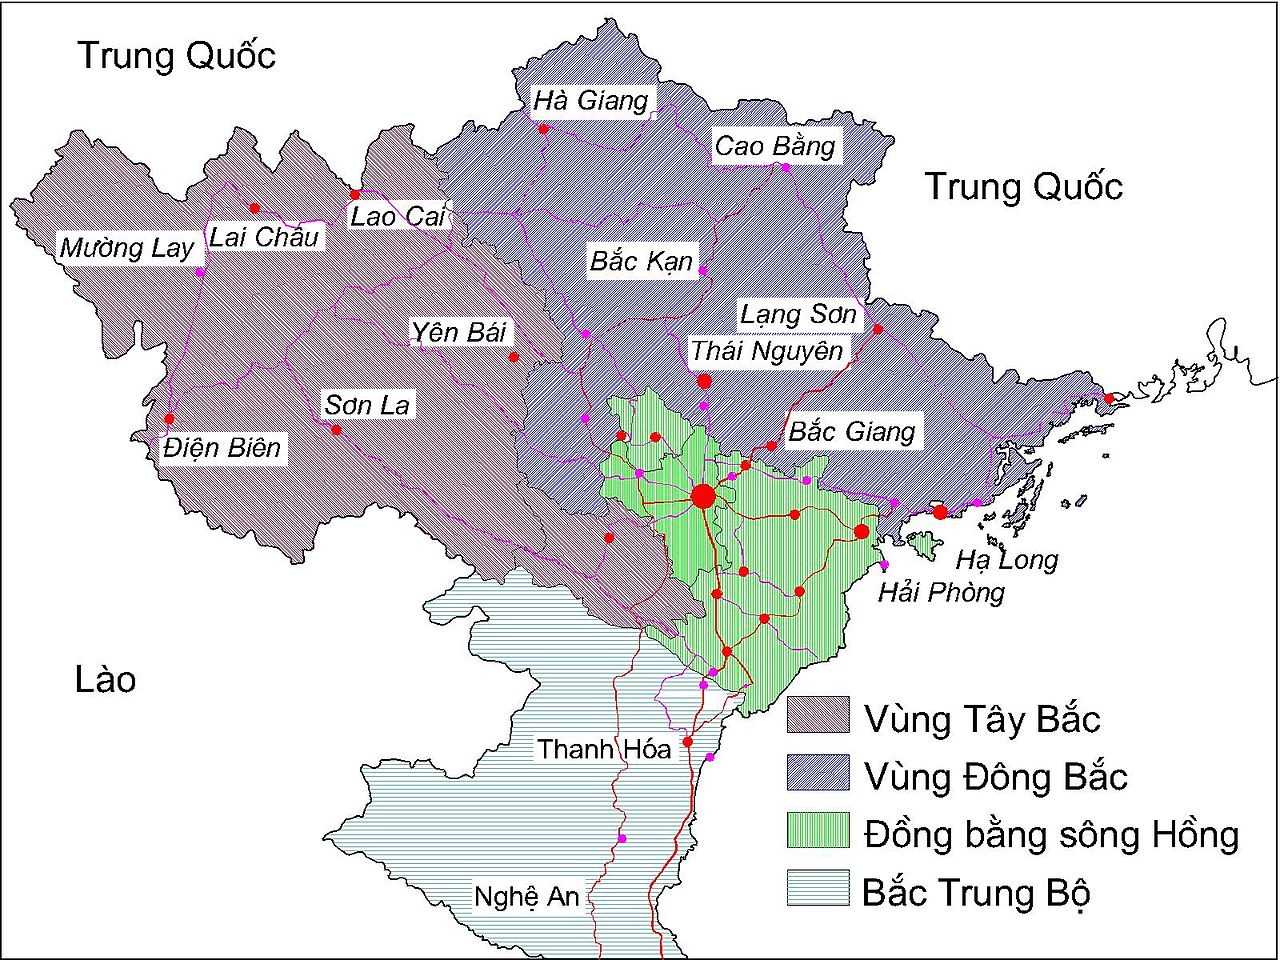 Trung Quốc
Hà Giang
Cao Bằng
Trung Quốc
Lao Cai
Lai Châu
Mường Lay
Bắc Kạn
Lạng Sơn
Yên Bái
Thái Nguyên
Sơn La
Bắc Giang
Điện Biên
Hạ Long
Hải Phòng
Lào
Vùng Tây Bắc
Thanh Hóa
Vùng Đông Bắc
Đồng bằng sông Hồng
Nghệ An
Bắc Trung Bộ